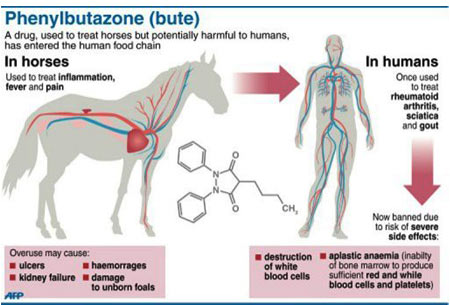 Phenylbutazone (bute)
A drug, used to treat horses but potentially harmful to humans,
has entered the human food chain
In horses
Used to treat inflammation,
fever and pain
In humans
Once used
to treat
rheumatoid
arthritis,
sciatica
and gout
N
N
O
O
CH3
Now banned due
to risk of severe
side effects:
Overuse may cause:
ulcers
kidney failure
haemorrages
damage
to unborn foals
destruction
of white
blood cells
aplastic anaemia (inabilty
of bone marrow to produce
sufficient red and while
blood cells and platelets)
AFP